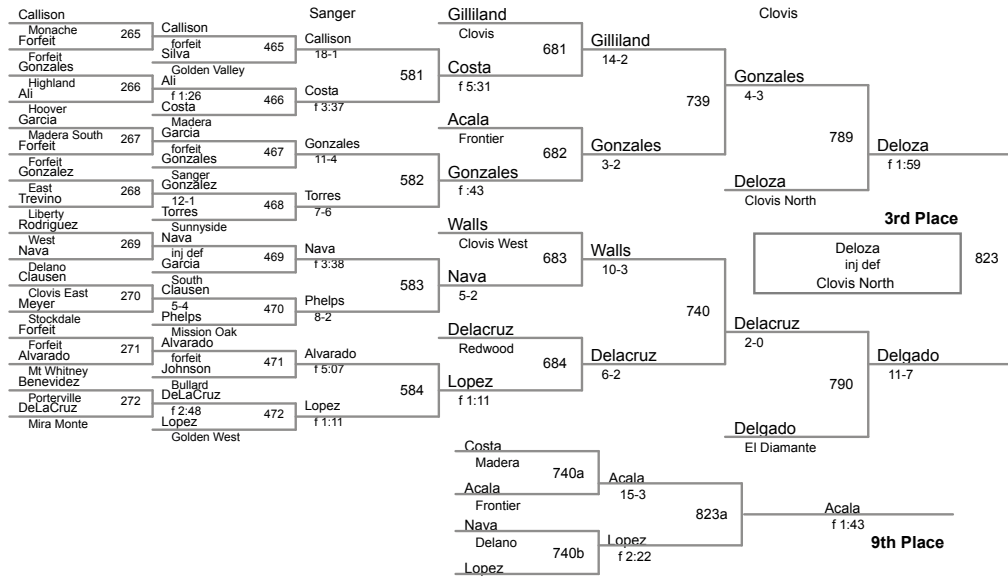 Sanger
Clovis
Callison
Monache
Forfeit
265
Forfeit
Gonzales
Highland
Ali
266
Hoover
Garcia
Madera South
Forfeit
267
Forfeit
Gonzalez
East
Trevino
268
Liberty
Rodriguez
West
Nava
269
Delano
Clausen
Clovis East
Meyer
270
Stockdale
Forfeit
Forfeit
Alvarado
271
Mt Whitney
Benevidez
Porterville
DeLaCruz
272
Mira Monte
Callison
forfeit
Silva
465
Golden Valley
Ali
f 1:26
Costa
466
Madera
Garcia
forfeit
Gonzales
467
Sanger
Gonzalez
12-1
Torres
468
Sunnyside
Nava
inj def
Garcia
469
South
Clausen
5-4
Phelps
470
Mission Oak
Alvarado
forfeit
Johnson
471
Bullard
DeLaCruz
f 2:48
Lopez
472
Golden West
Callison
18-1
581
Costa
f 3:37
Gonzales
11-4
582
Torres
7-6
Nava
f 3:38
583
Phelps
8-2
Alvarado
f 5:07
584
Lopez
f 1:11
Gilliland
Clovis
681
Costa
f 5:31
Acala
Frontier
682
Gonzales
f :43
Walls
Clovis West
683
Nava
5-2
Delacruz
Redwood
684
Lopez
f 1:11
Gilliland
14-2
739
Gonzales
3-2
Walls
10-3
740
Delacruz
6-2
Gonzales
4-3
789
Deloza
Clovis North
Delacruz
2-0
790
Delgado
El Diamante
Deloza
f 1:59
3rd Place
Deloza
inj def
Clovis North
823
Delgado
11-7
Costa
Madera
740a
Acala
Frontier
Nava
Delano
740b
Lopez
Acala
15-3
823a
Lopez
f 2:22
Acala
f 1:43
9th Place